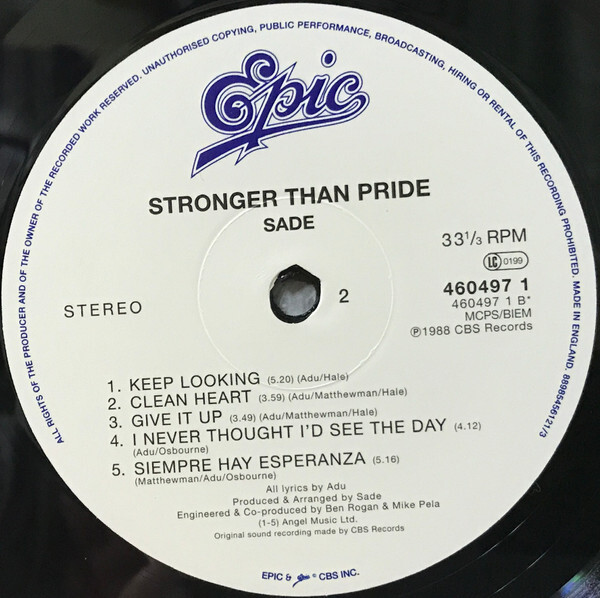 ALL RIGHTS OF THE PRODUCER AND OF THE OWNER OF THE RECORDED WORK RESERVED. UNAUTHORISED COPYING, PUBLIC PERFORMANCE, BROADCASTING, HIRING OR RENTAL OF THIS RECORDING PROHIBITED. MADE IN ENGLAND. 88985456121/3
Epic
STRONGER THAN PRIDE
SADE
33 1/3 RPM
LC 0199
460497 1
460497 1 B*
MCPS/BIEM
℗1988 CBS Records
STEREO
2
1. KEEP LOOKING (5.20) (Adu/Hale)
2. CLEAN HEART (3.59) (Adu/Matthewman/Hale)
3. GIVE IT UP (3.49) (Adu/Matthewman/Hale)
4. I NEVER THOUGHT I'D SEE THE DAY (4.12)
(Adu/Osbourne)
5. SIEMPRE HAY ESPERANZA (5.16)
(Matthewman/Adu/Osbourne)
All lyrics by Adu
Produced & Arranged by Sade
Engineered & Co-produced by Ben Rogan & Mike Pela
(1-5) Angel Music Ltd.
Original sound recording made by CBS Records
EPIC & ® CBS INC.